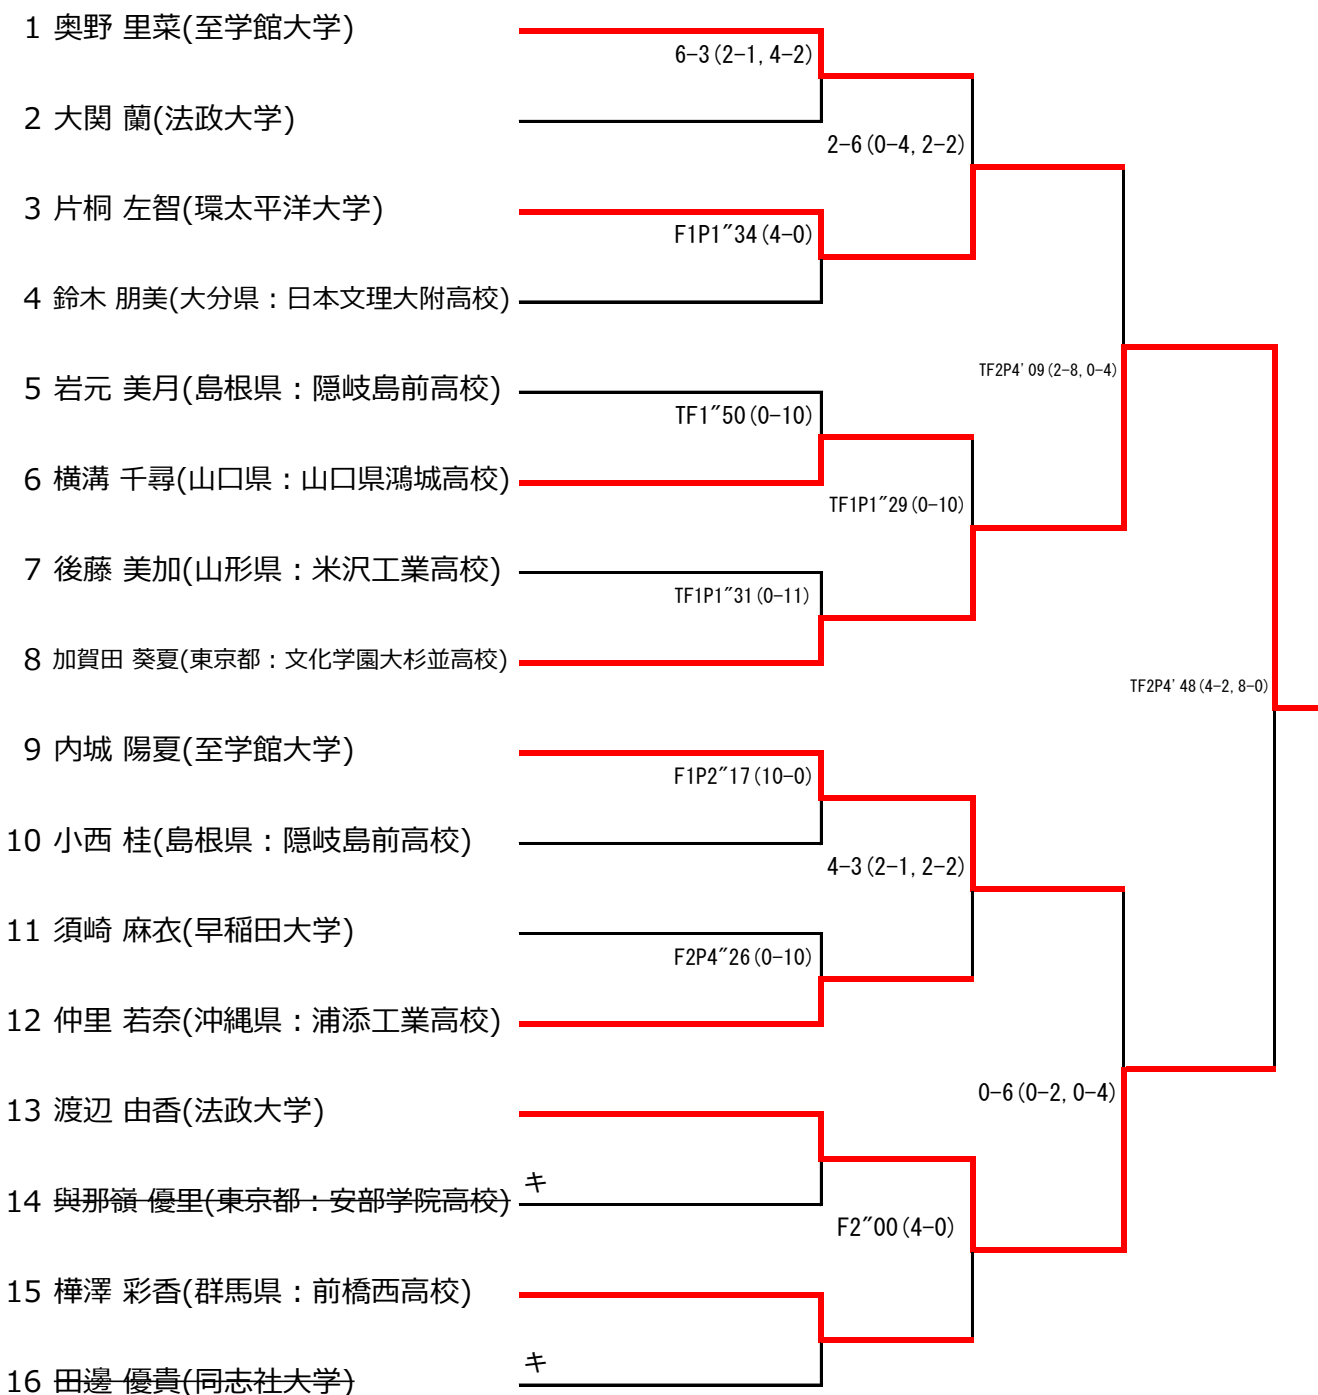 1 奥野 里菜(至学館大学)
6-3(2-1,4-2)
2 大関 蘭(法政大学)
2-6(0-4,2-2)
3 片桐 左智(環太平洋大学)
F1P1″34(4-0)
4 鈴木 朋美(大分県：日本文理大附高校)
TF2P4'09(2-8,0-4)
5 岩元 美月(島根県：隠岐島前高校)
TF1″50(0-10)
6 横溝 千尋(山口県：山口県鴻城高校)
TF1P1″29(0-10)
7 後藤 美加(山形県：米沢工業高校)
TF1P1″31(0-11)
8 加賀田 葵夏(東京都：文化学園大杉並高校)
TF2P4'48(4-2,8-0)
9 内城 陽夏(至学館大学)
F1P2″17(10-0)
10 小西 桂(島根県：隠岐島前高校)
4-3(2-1,2-2)
11 須崎 麻衣(早稲田大学)
F2P4″26(0-10)
12 仲里 若奈(沖縄県：浦添工業高校)
0-6(0-2,0-4)
13 渡辺 由香(法政大学)
14 與那嶺 優里(東京都：安部学院高校)
キ
F2″00(4-0)
15 樺澤 彩香(群馬県：前橋西高校)
16 田邊 優貴(同志社大学)
キ